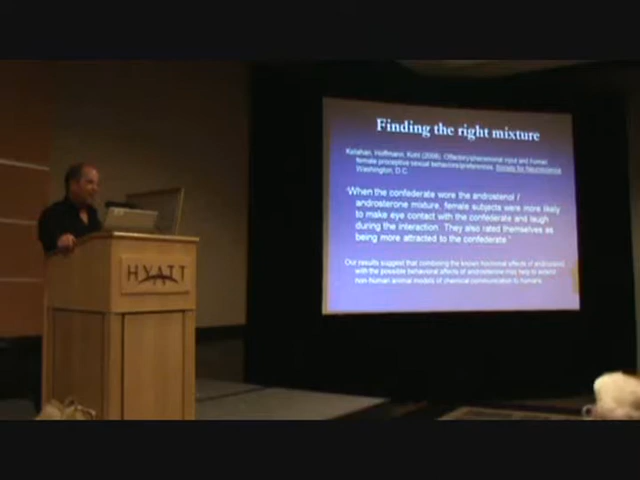 Finding the right mixture
Kelahan, Hoffmann, Kohl (2008) Olfactory/pheromonal input and human
female proceptive sexual behaviors/preferences. Society for Neuroscience
Washington, D.C.
"When the confederate wore the androstenol /
androsterone mixture, female subjects were more likely
to make eye contact with the confederate and laugh
during the interaction. They also rated themselves as
being more attracted to the confederate."
Our results suggest that combining the known functional effects of androstenol
with the possible behavioral affects of androsterone may help to extend
non-human animal models of chemical communication to humans.
HYATT